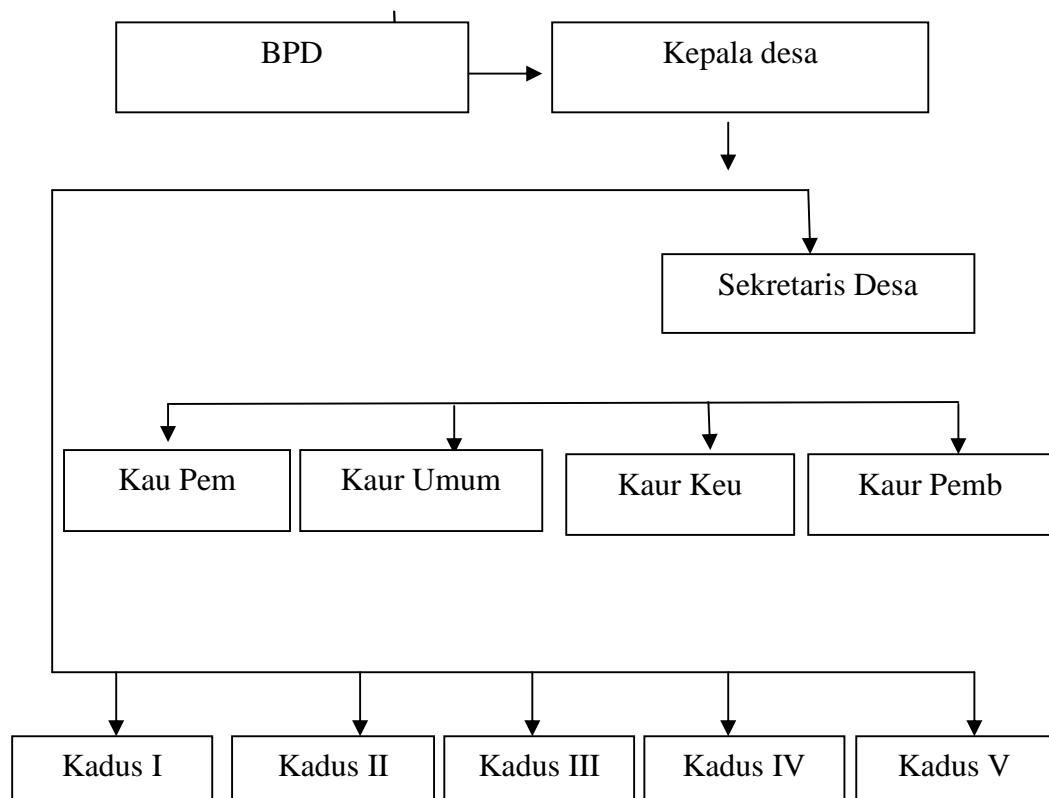 BPD
Kepala desa
Sekretaris Desa
Kau Pem
Kaur Umum
Kaur Keu
Kaur Pemb
Kadus I
Kadus II
Kadus III
Kadus IV
Kadus V